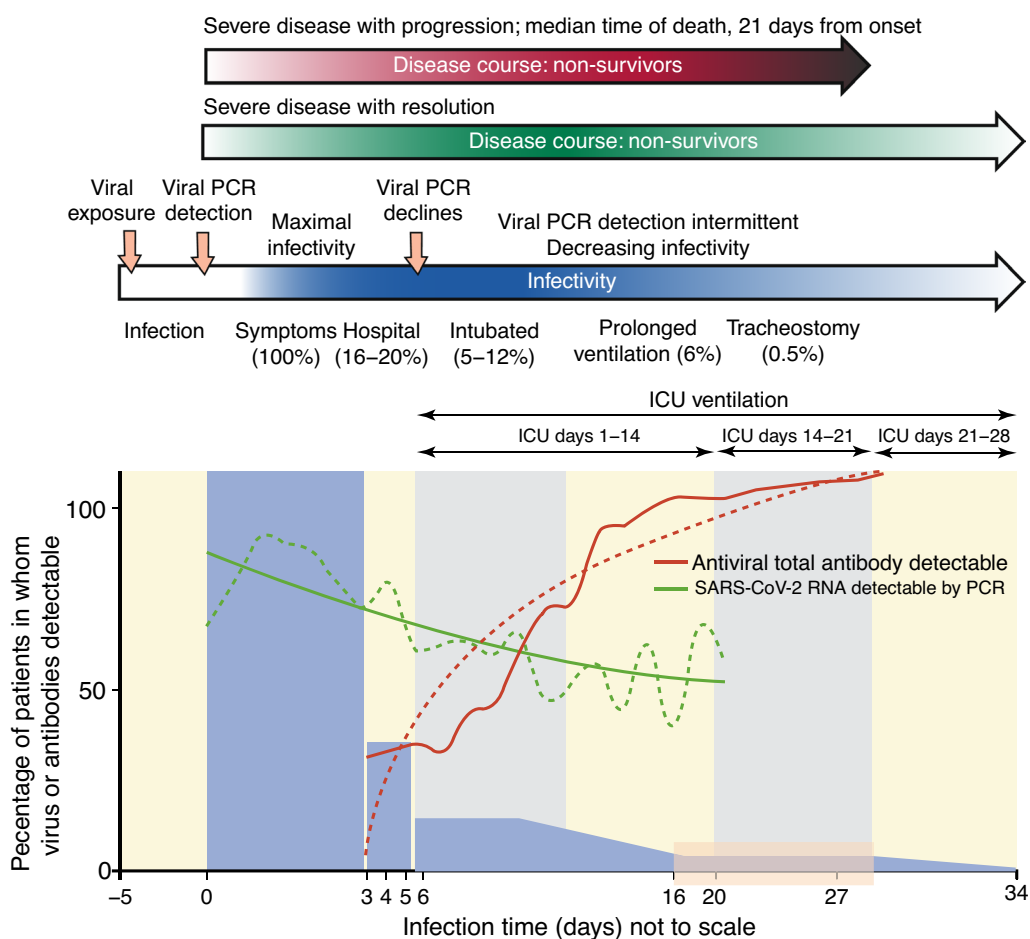 Severe disease with progression; median time of death, 21 days from onset
Disease course: non-survivors
Severe disease with resolution
Disease course: non-survivors
Viral
exposure
Viral PCR
detection
Maximal
infectivity
Viral PCR
declines
Viral PCR detection intermittent
Decreasing infectivity
Infectivity
Infection
Symptoms
(100%)
Hospital
(16–20%)
Intubated
(5–12%)
Prolonged
ventilation (6%)
Tracheostomy
(0.5%)
ICU ventilation
ICU days 1–14
ICU days 14–21
ICU days 21–28
Pecentage of patients in whom
virus or antibodies detectable
100
50
0
Antiviral total antibody detectable
SARS-CoV-2 RNA detectable by PCR
–5 0 3 4 5 6 16 20 27 34
Infection time (days) not to scale